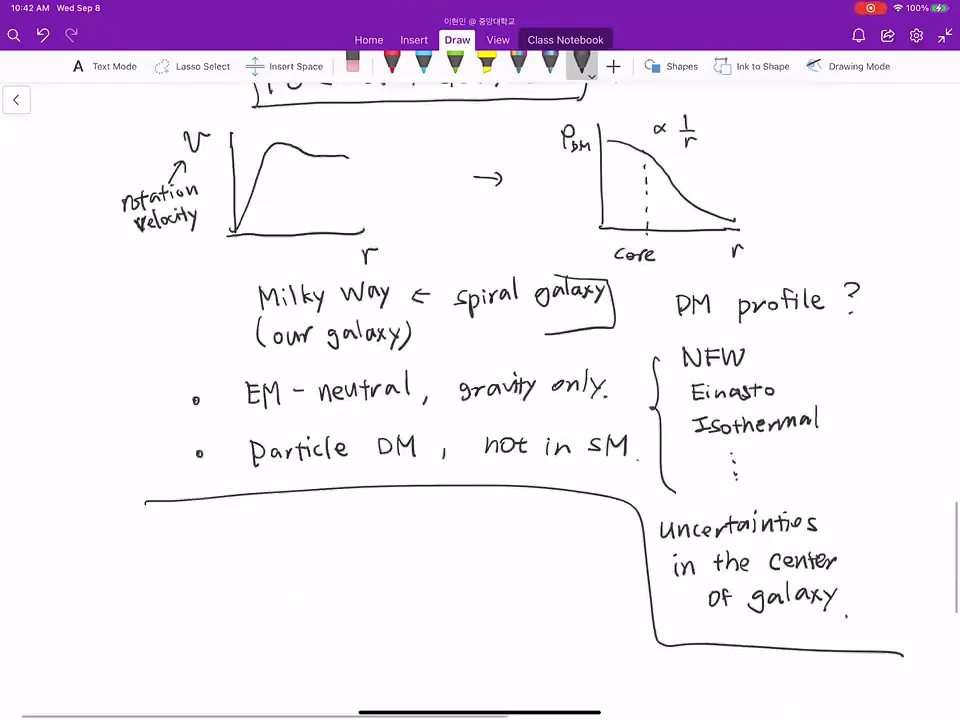 10:42 AM Wed Sep 8
100%
이현민 @ 중앙대학교
Home Insert Draw View Class Notebook
Text Mode Lasso Select Insert Space Shapes Ink to Shape Drawing Mode
V
rotation
velocity
r
→
ρDM
∝ 1/r
core
r
Milky Way ← spiral galaxy
(our galaxy)
DM profile ?
NFW
Einasto
Isothermal
⋮
• EM - neutral, gravity only.
• Particle DM, not in SM.
Uncertainties
in the center
of galaxy.